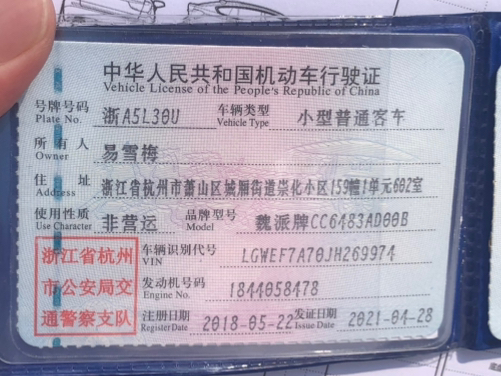 中华人民共和国机动车行驶证
Vehicle License of the People's Republic of China
号牌号码 浙A5L30U 车辆类型 小型普通客车
Plate No. Vehicle Type
所有人 易雪梅
Owner
住址 浙江省杭州市萧山区城厢街道崇化小区159幢1单元602室
Address
使用性质 非营运 品牌型号 魏派牌CC6483AD00B
Use Character Model
浙江省杭州
市公安局交
通警察支队
车辆识别代号 LGWEF7A70JH269974
VIN
发动机号码 1844058478
Engine No.
注册日期 2018-05-22 发证日期 2021-04-28
Register Date Issue Date